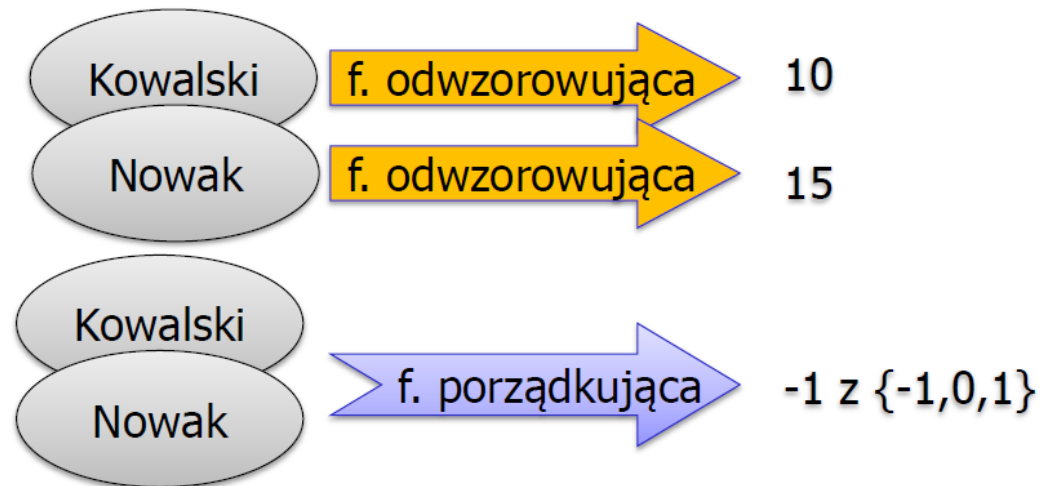 Kowalski f. odwzorowująca 10
Nowak f. odwzorowująca 15
Kowalski
Nowak f. porządkująca -1 z {-1,0,1}